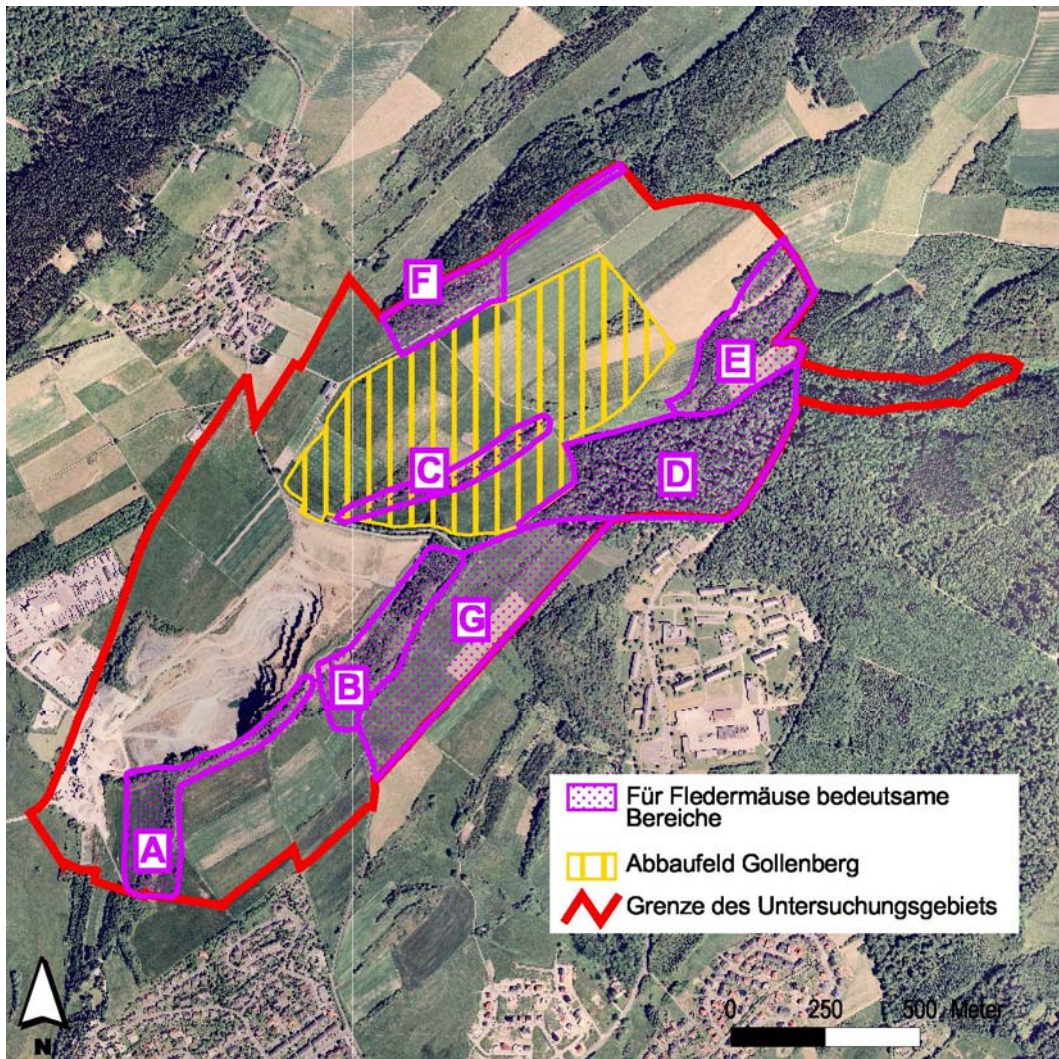 F
E
C
D
G
B
A
Für Fledermäuse bedeutsame
Bereiche
Abbaufeld Gollenberg
Grenze des Untersuchungsgebiets
0 250 500 Meter
N